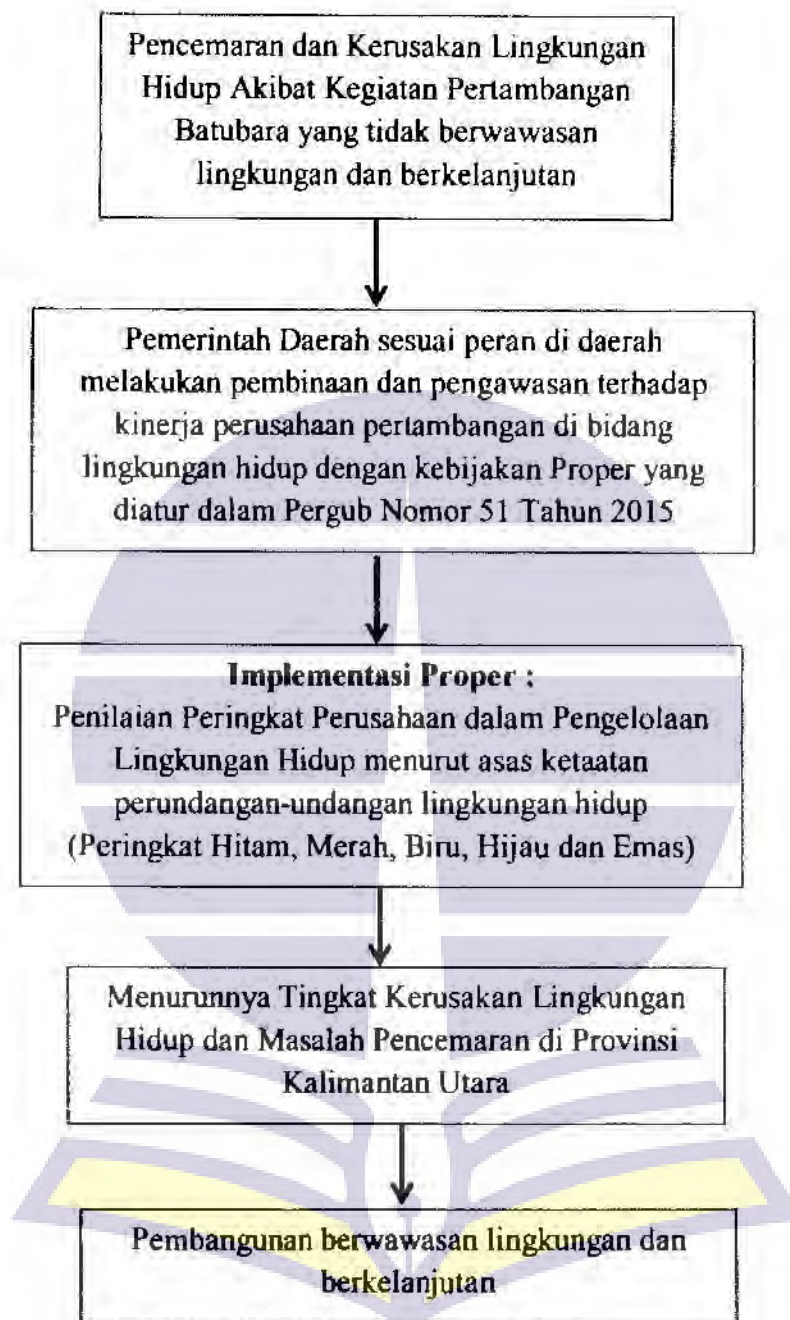 Pencemaran dan Kerusakan Lingkungan
Hidup Akibat Kegiatan Pertambangan
Batubara yang tidak berwawasan
lingkungan dan berkelanjutan
Pemerintah Daerah sesuai peran di daerah
melakukan pembinaan dan pengawasan terhadap
kinerja perusahaan pertambangan di bidang
lingkungan hidup dengan kebijakan Proper yang
diatur dalam Pergub Nomor 51 Tahun 2015
Implementasi Proper :
Penilaian Peringkat Perusahaan dalam Pengelolaan
Lingkungan Hidup menurut asas ketaatan
perundangan-undangan lingkungan hidup
(Peringkat Hitam, Merah, Biru, Hijau dan Emas)
Menurunnya Tingkat Kerusakan Lingkungan
Hidup dan Masalah Pencemaran di Provinsi
Kalimantan Utara
Pembangunan berwawasan lingkungan dan
berkelanjutan